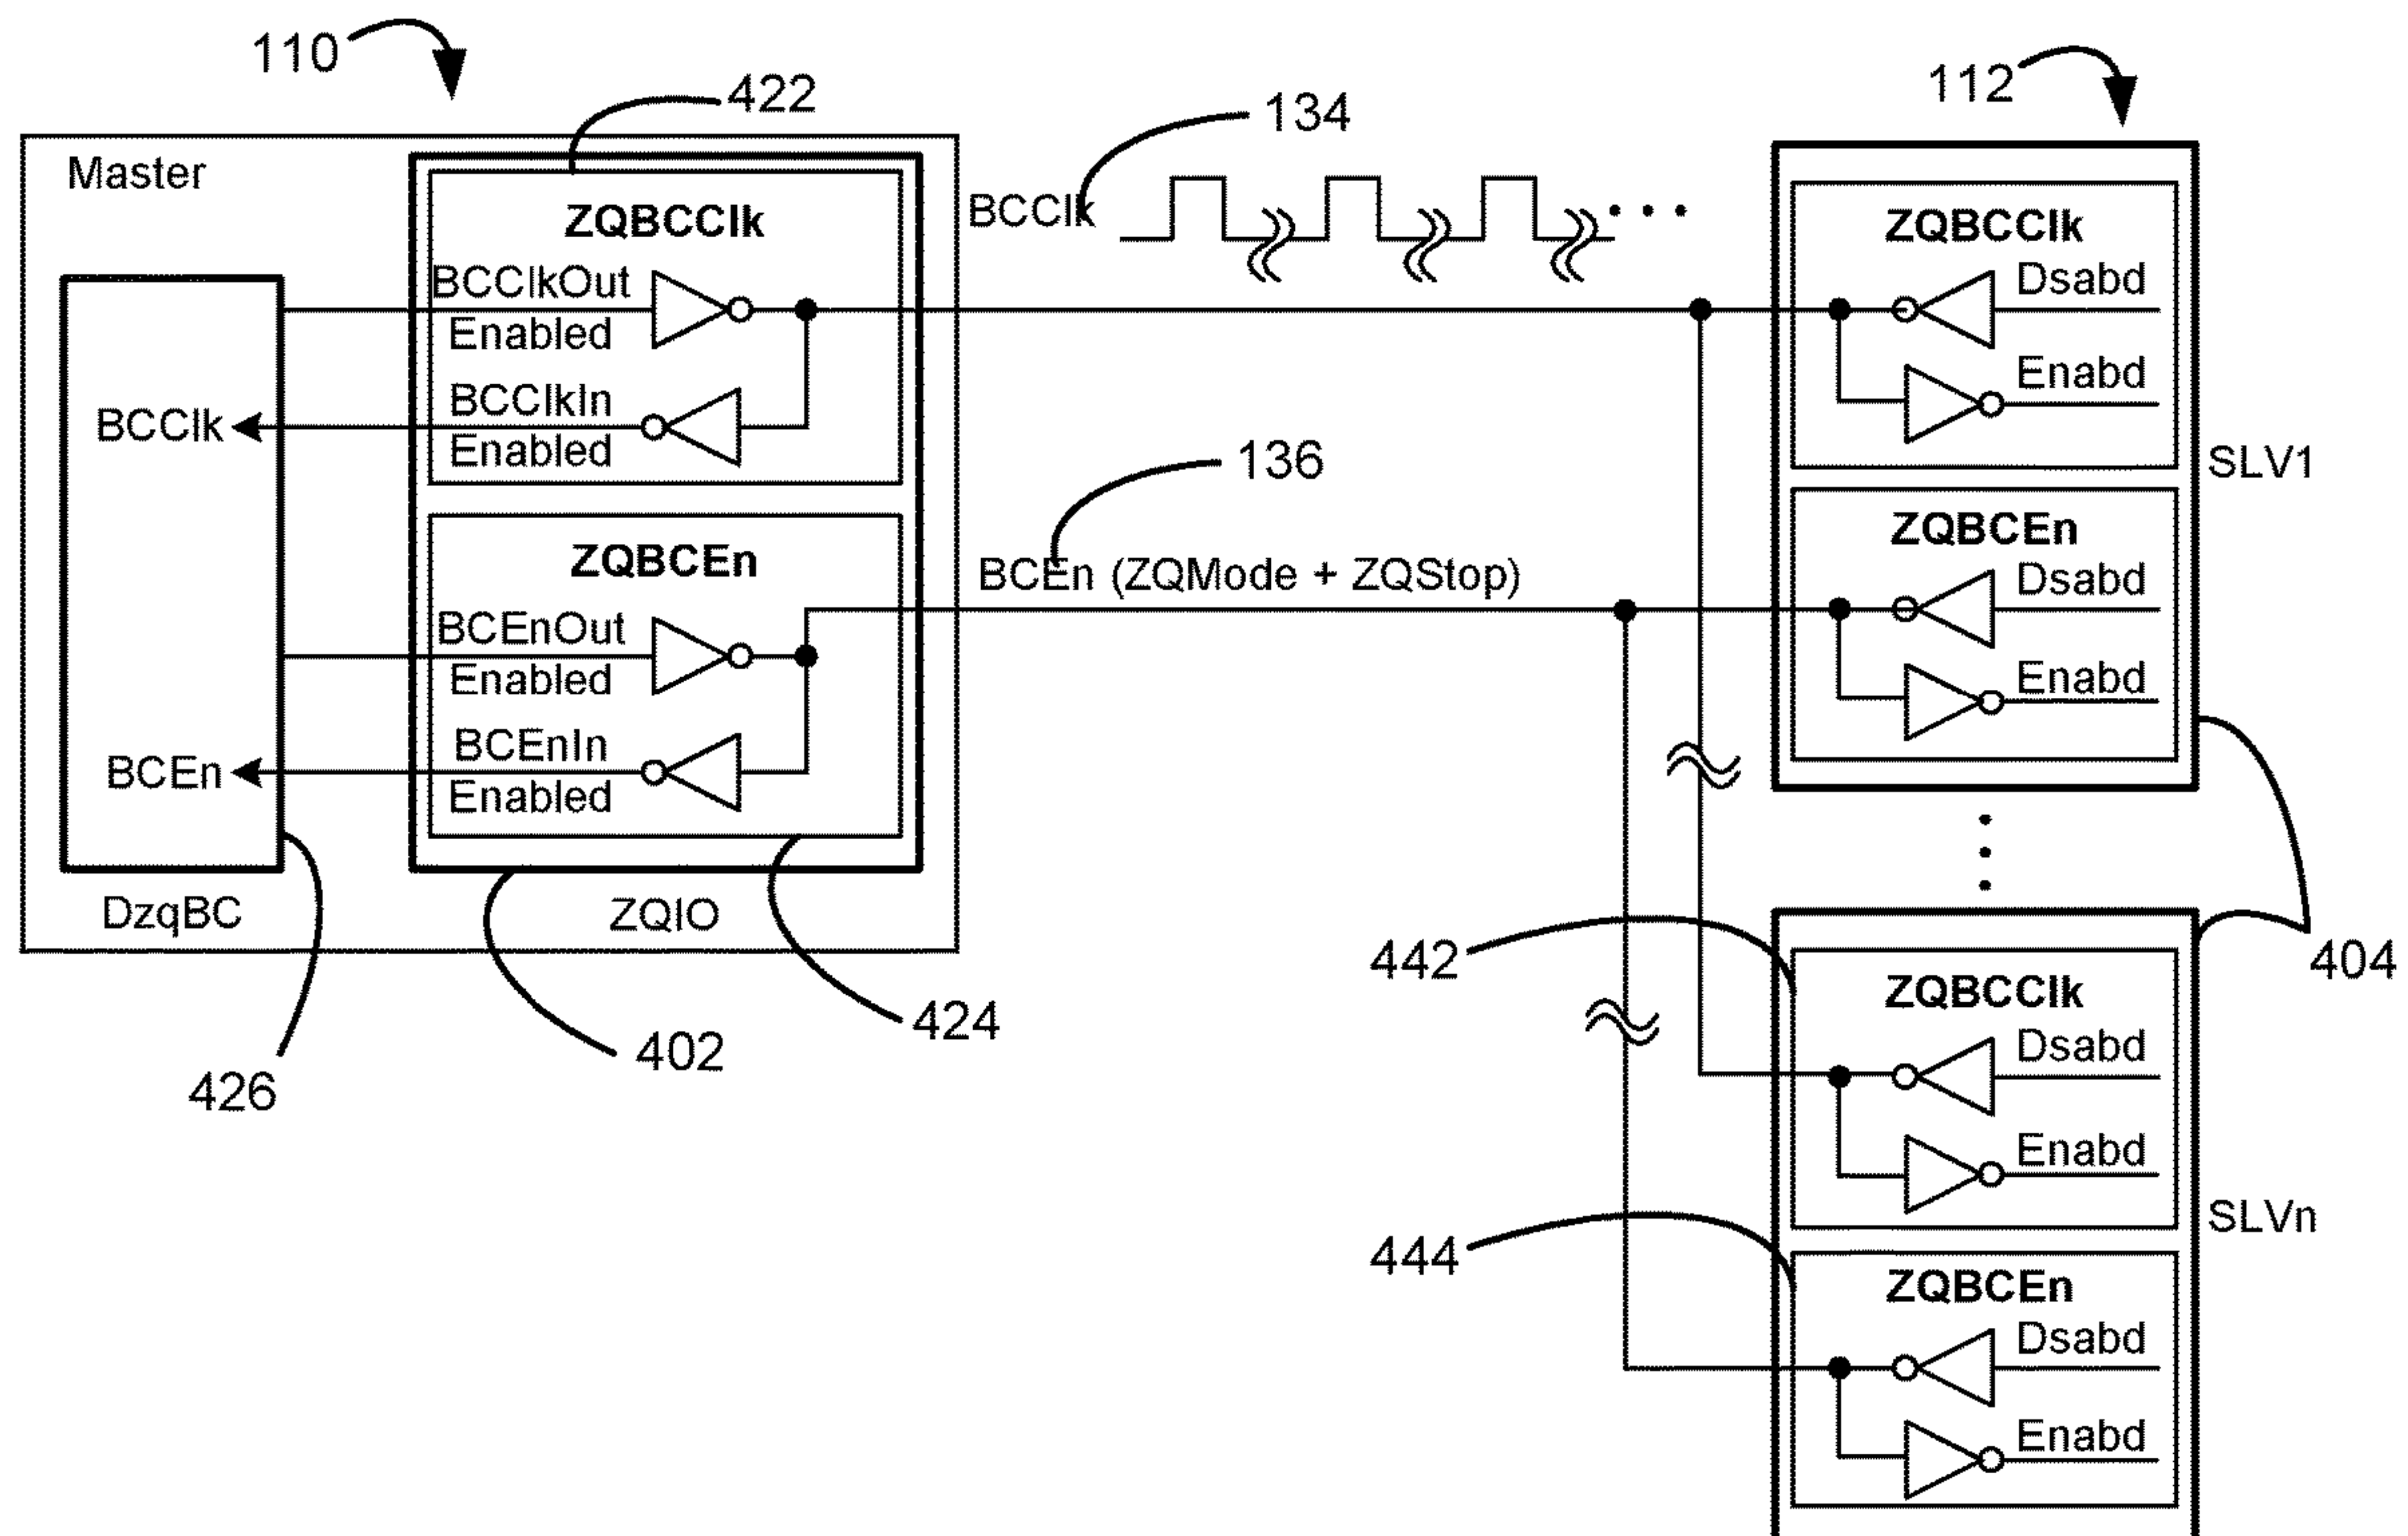 110
422
134
112
Master
ZQBCClk
BCClkOut
Enabled
BCClkIn
Enabled
BCClk
ZQBCEn
BCEnOut
Enabled
BCEnIn
Enabled
BCEn
DzqBC
ZQIO
426
402
424
BCClk
136
BCEn (ZQMode + ZQStop)
ZQBCClk
Dsabd
Enabd
SLV1
ZQBCEn
Dsabd
Enabd
404
442
ZQBCClk
Dsabd
Enabd
SLVn
444
ZQBCEn
Dsabd
Enabd